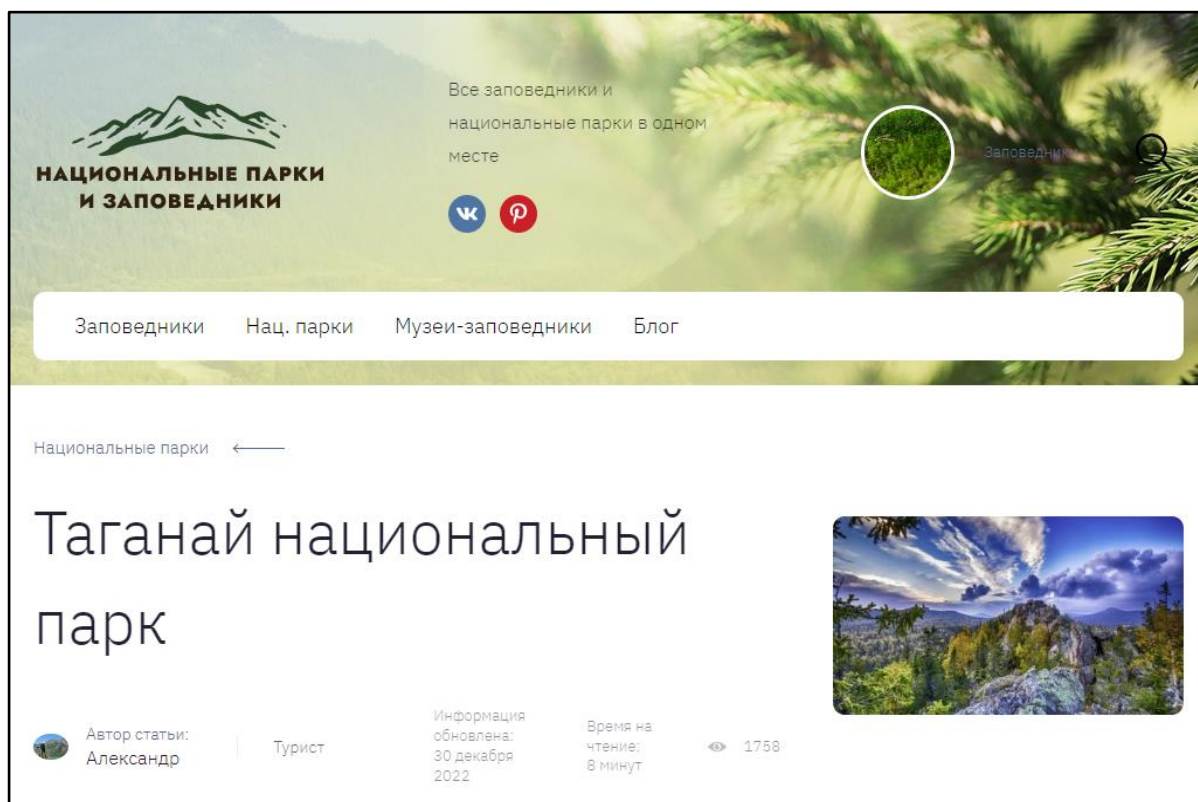 НАЦИОНАЛЬНЫЕ ПАРКИ
И ЗАПОВЕДНИКИ
Все заповедники и
национальные парки в одном
месте
Заповедники
Заповедники Нац. парки Музеи-заповедники Блог
Национальные парки
Таганай национальный
парк
Автор статьи:
Александр
Турист
Информация
обновлена:
30 декабря
2022
Время на
чтение:
8 минут
1758